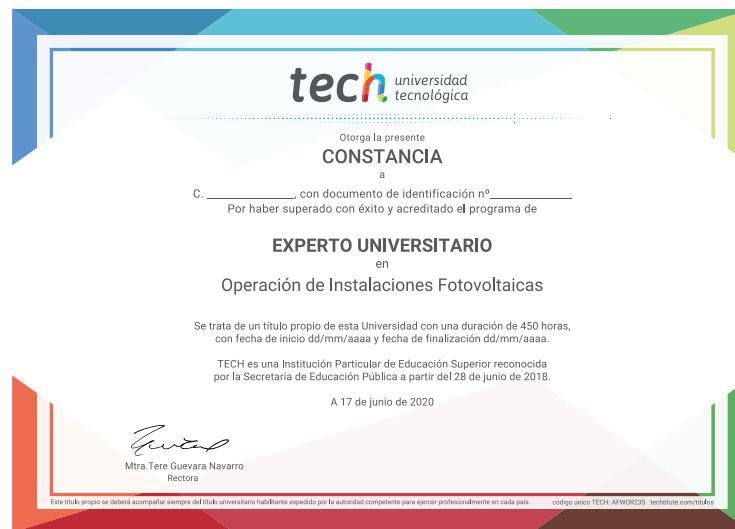 tech universidad
tecnológica
Otorga la presente
CONSTANCIA
a
C. ________________, con documento de identificación nº______________
Por haber superado con éxito y acreditado el programa de
EXPERTO UNIVERSITARIO
en
Operación de Instalaciones Fotovoltaicas
Se trata de un título propio de esta Universidad con una duración de 450 horas,
con fecha de inicio dd/mm/aaaa y fecha de finalización dd/mm/aaaa.
TECH es una Institución Particular de Educación Superior reconocida
por la Secretaría de Educación Pública a partir del 28 de junio de 2018.
A 17 de junio de 2020
Mtra.Tere Guevara Navarro
Rectora
Este título propio se deberá acompañar siempre del título universitario habilitante expedido por la autoridad competente para ejercer profesionalmente en cada país. código único TECH: AFWOR23S techtitute.com/titulos